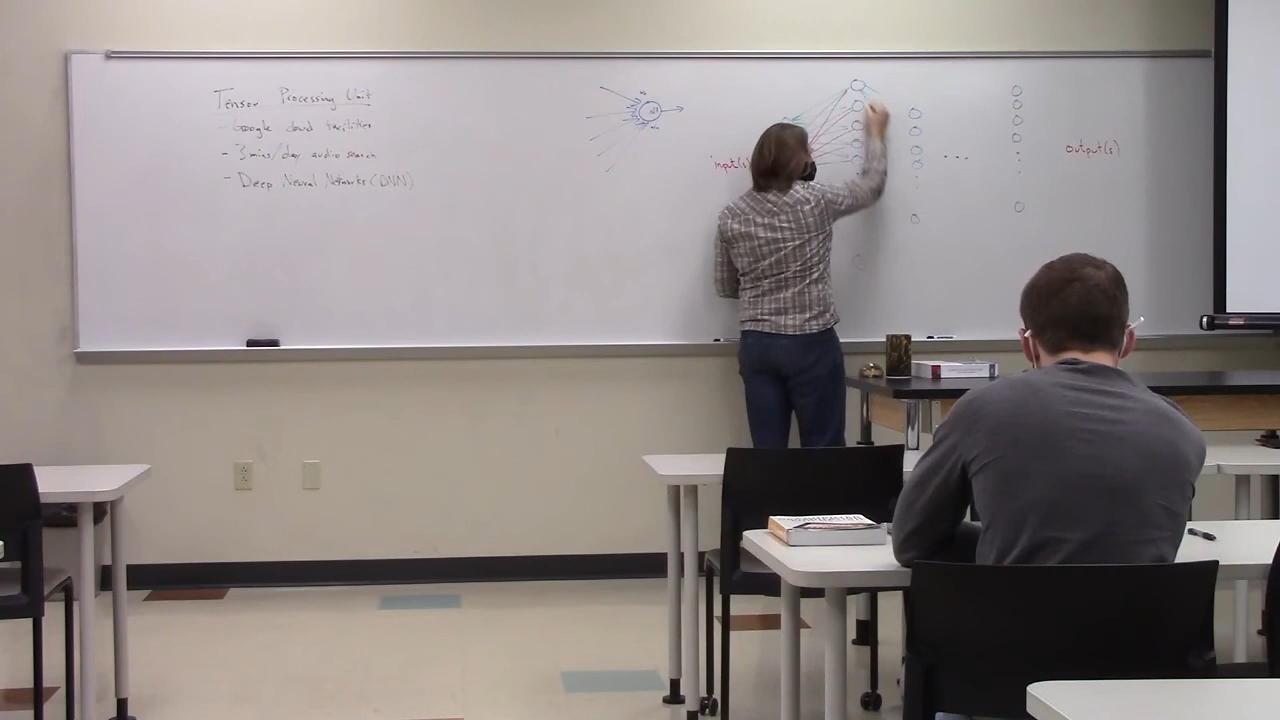 Tensor Processing Unit
- Google cloud facilities
- 3 mins/day audio search
- Deep Neural Networks (DNN)
input(s)
...
output(s)